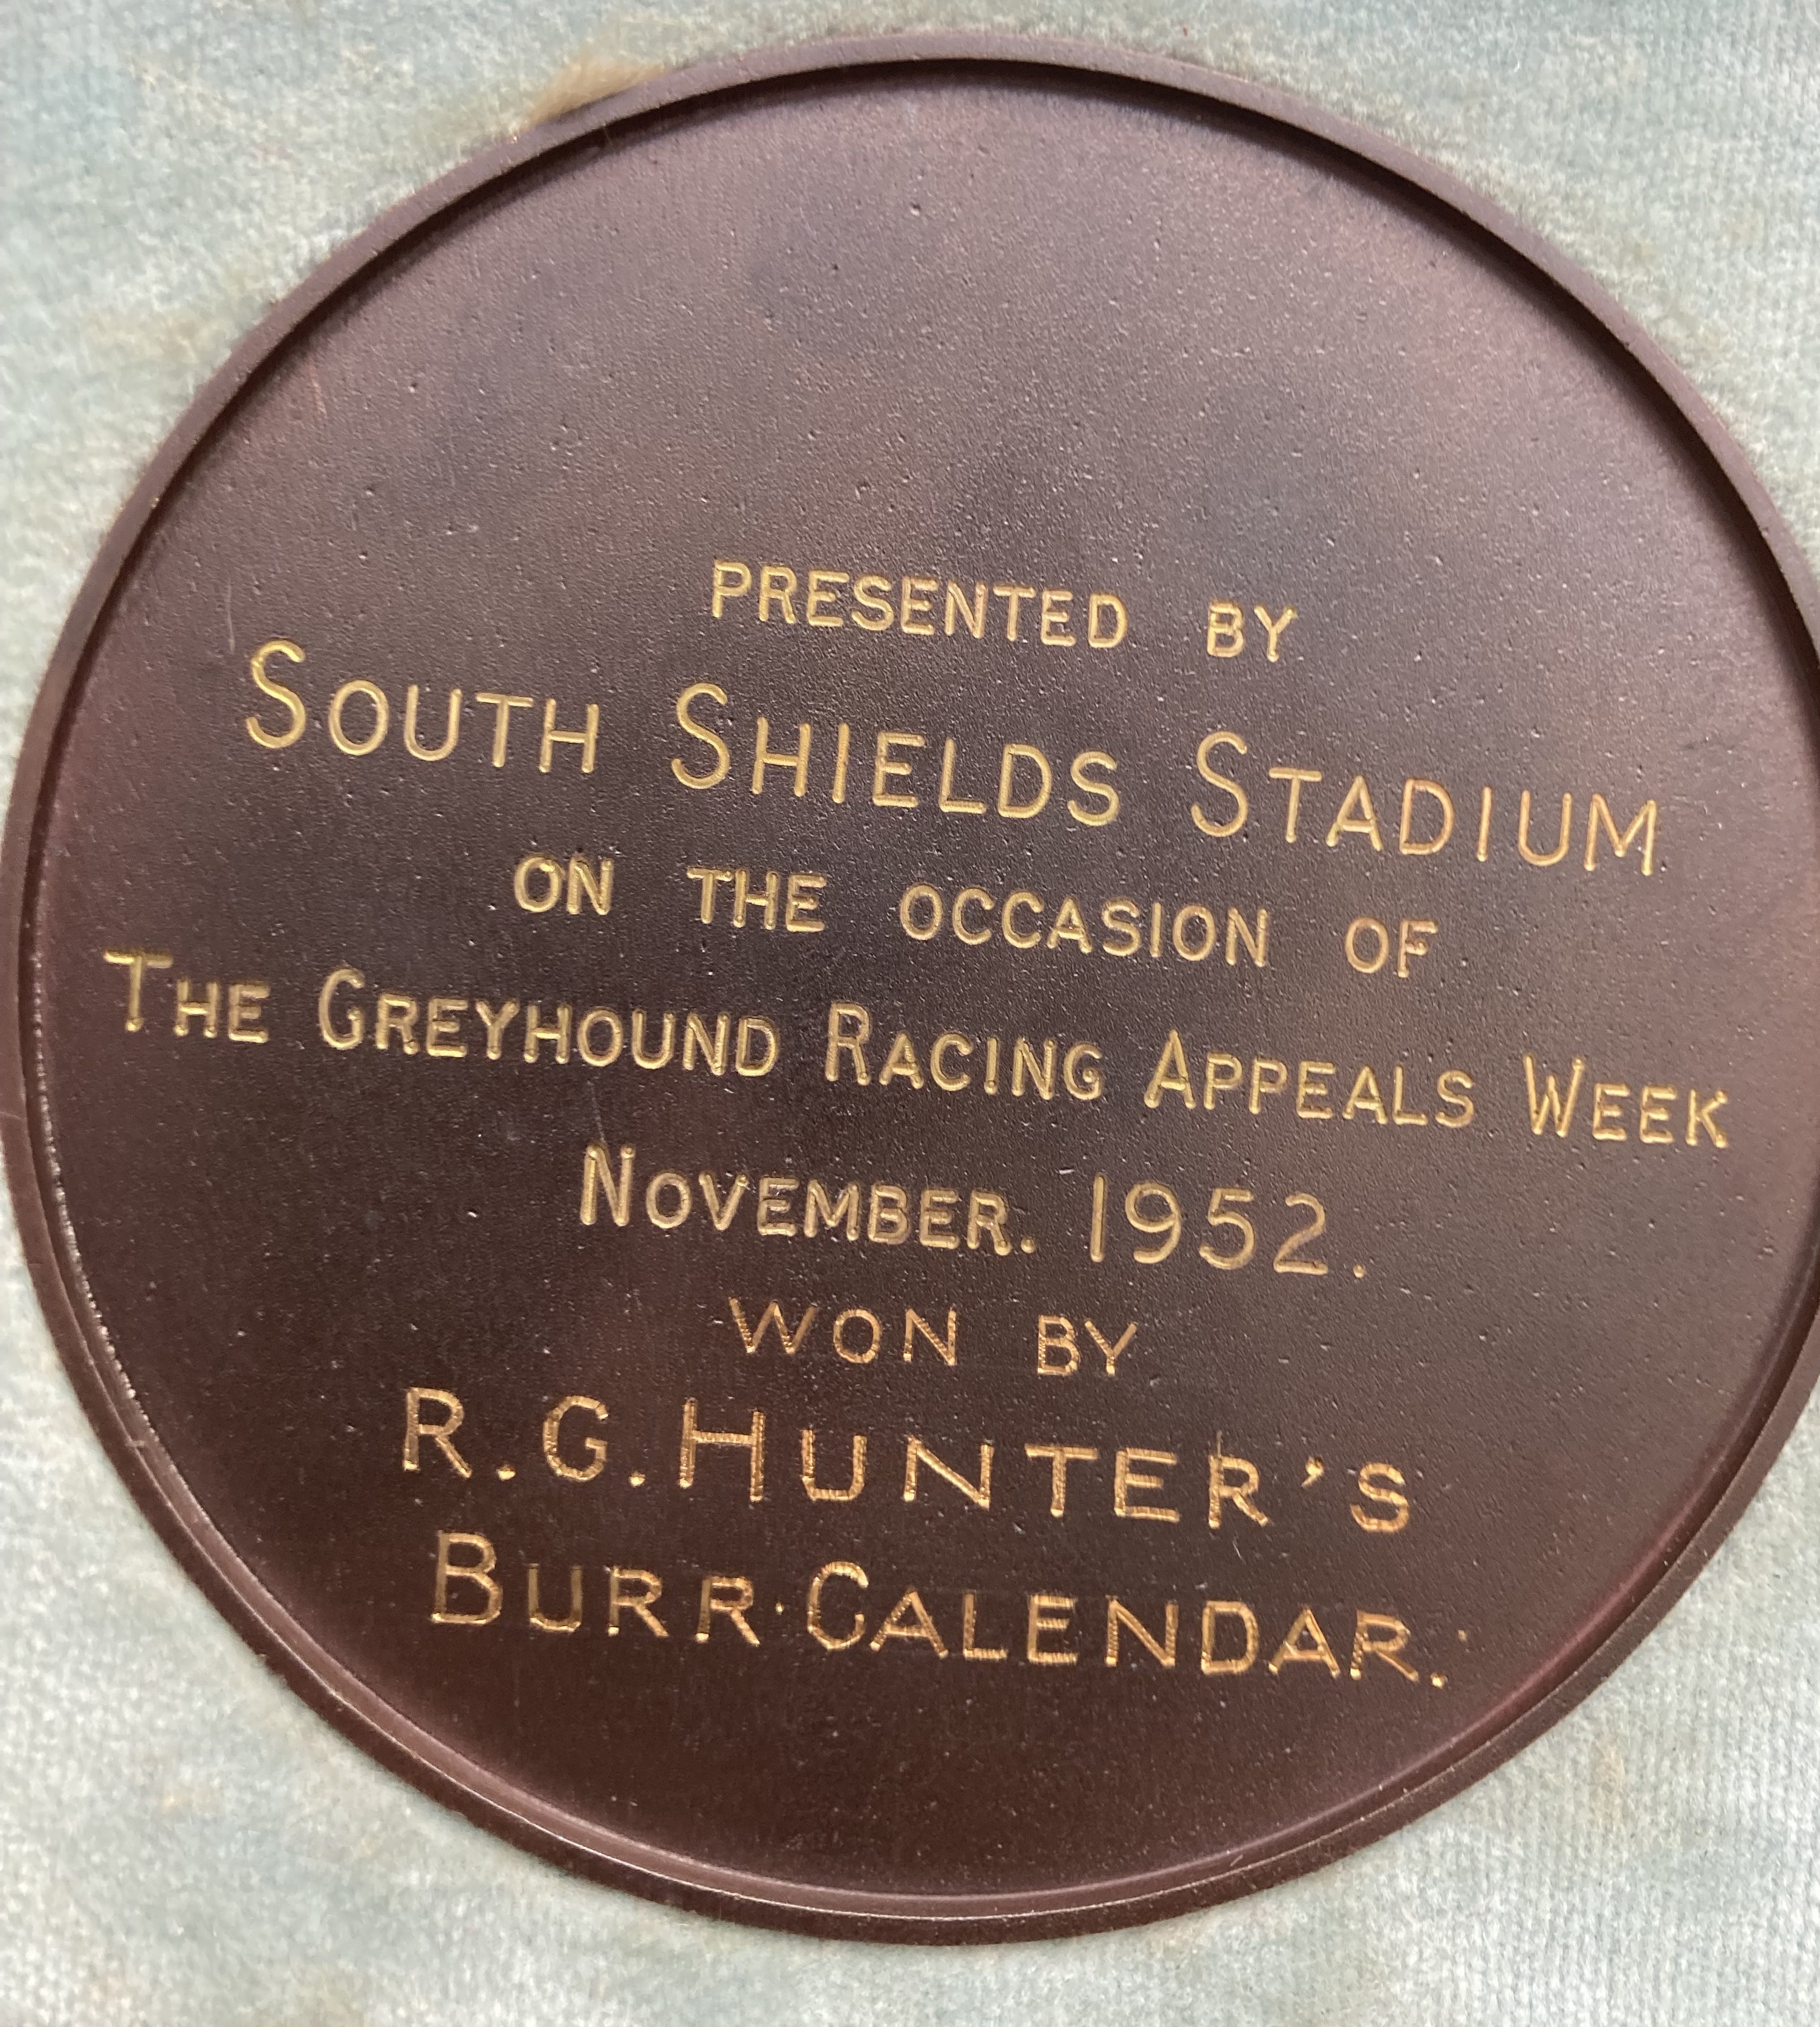 PRESENTED BY
SOUTH SHIELDS STADIUM
ON THE OCCASION OF
THE GREYHOUND RACING APPEALS WEEK
NOVEMBER. 1952.
WON BY
R.G.HUNTER'S
BURR·CALENDAR.